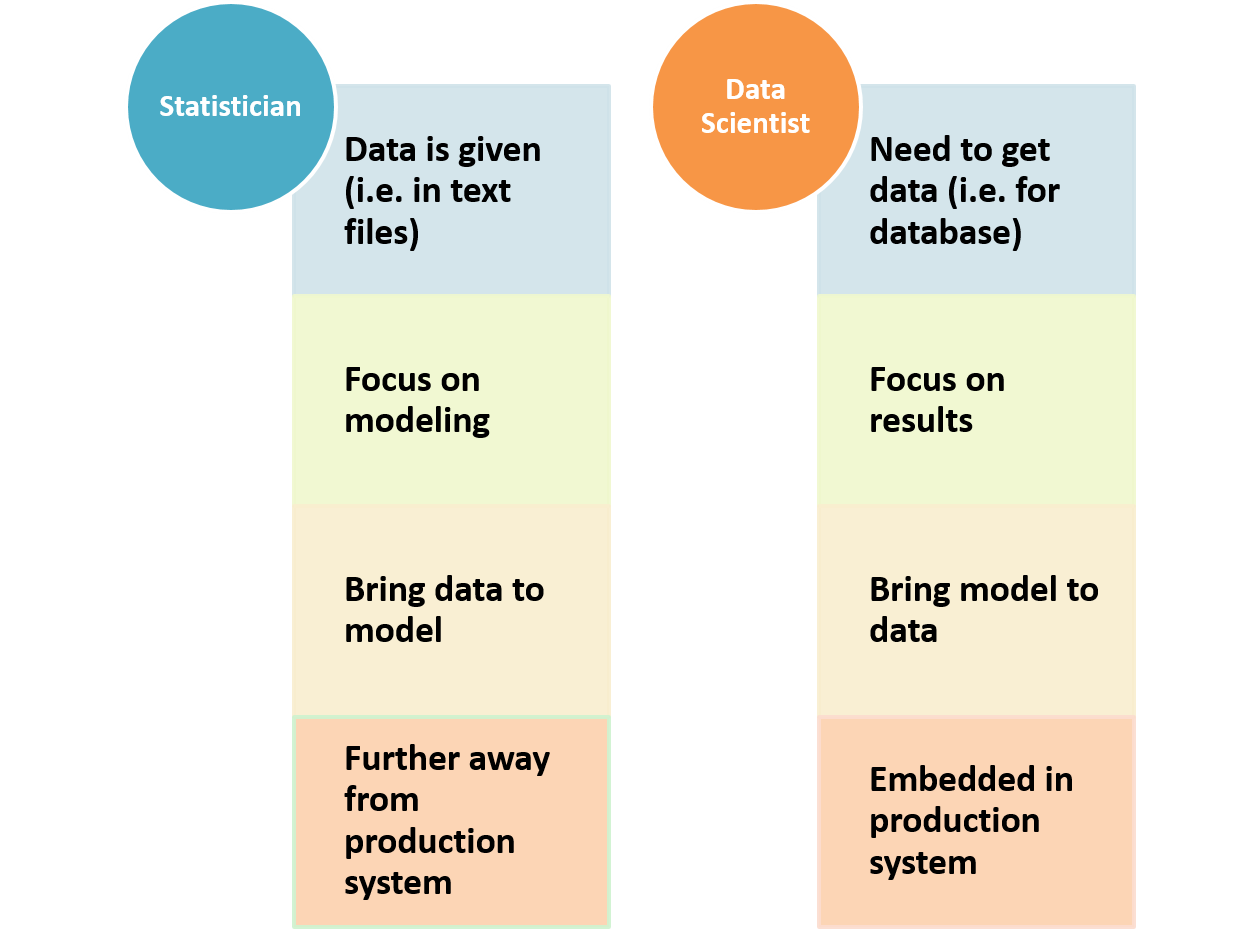 Statistician
Data is given
(i.e. in text
files)
Focus on
modeling
Bring data to
model
Further away
from
production
system
Data
Scientist
Need to get
data (i.e. for
database)
Focus on
results
Bring model to
data
Embedded in
production
system